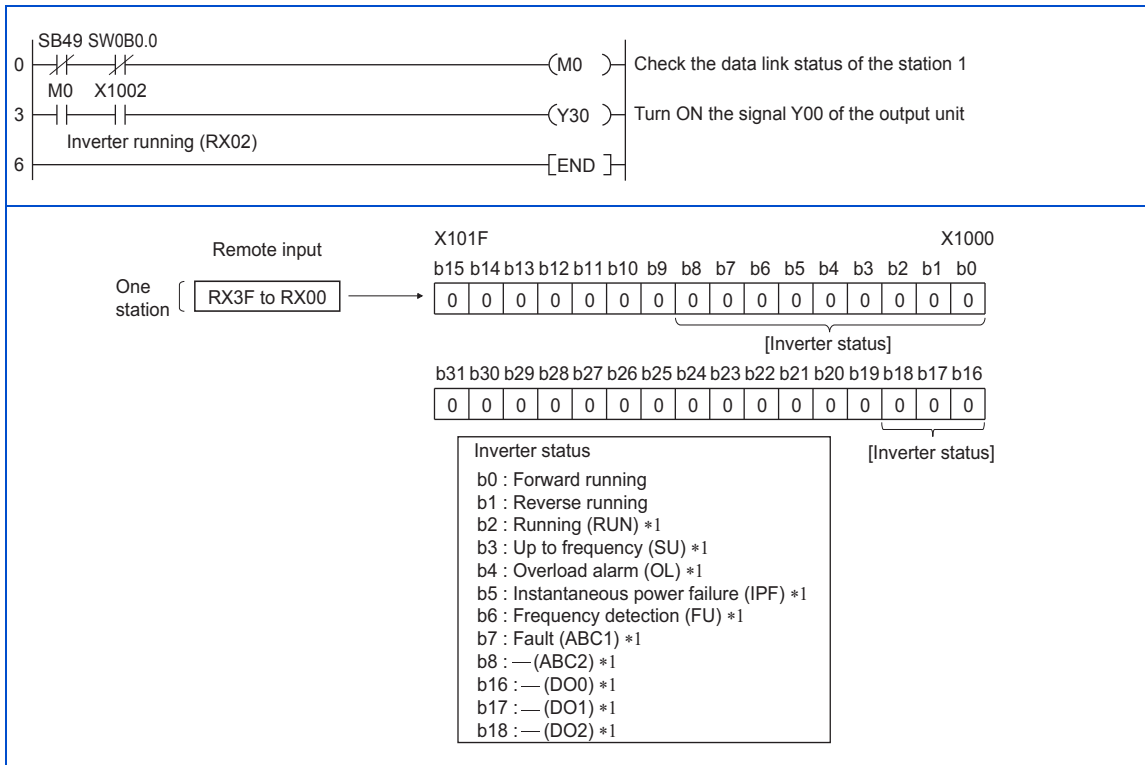 SB49 SW0B0.0
0 (M0 ) Check the data link status of the station 1
M0 X1002
3 (Y30 ) Turn ON the signal Y00 of the output unit
Inverter running (RX02)
6 [END ]
Remote input
X101F X1000
b15 b14 b13 b12 b11 b10 b9 b8 b7 b6 b5 b4 b3 b2 b1 b0
One station
RX3F to RX00
0 0 0 0 0 0 0 0 0 0 0 0 0 0 0 0
[Inverter status]
b31 b30 b29 b28 b27 b26 b25 b24 b23 b22 b21 b20 b19 b18 b17 b16
0 0 0 0 0 0 0 0 0 0 0 0 0 0 0 0
[Inverter status]
Inverter status
b0 : Forward running
b1 : Reverse running
b2 : Running (RUN) *1
b3 : Up to frequency (SU) *1
b4 : Overload alarm (OL) *1
b5 : Instantaneous power failure (IPF) *1
b6 : Frequency detection (FU) *1
b7 : Fault (ABC1) *1
b8 : — (ABC2) *1
b16 : — (DO0) *1
b17 : — (DO1) *1
b18 : — (DO2) *1